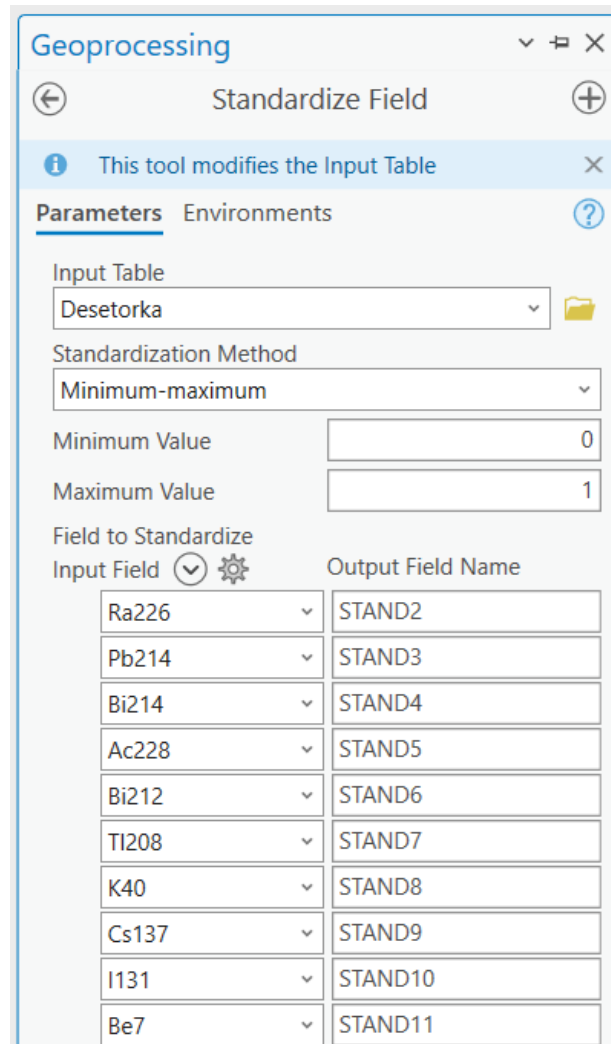 Geoprocessing
Standardize Field
This tool modifies the Input Table
Parameters Environments
Input Table
Desetorka
Standardization Method
Minimum-maximum
Minimum Value 0
Maximum Value 1
Field to Standardize
Input Field Output Field Name
Ra226 STAND2
Pb214 STAND3
Bi214 STAND4
Ac228 STAND5
Bi212 STAND6
Tl208 STAND7
K40 STAND8
Cs137 STAND9
I131 STAND10
Be7 STAND11